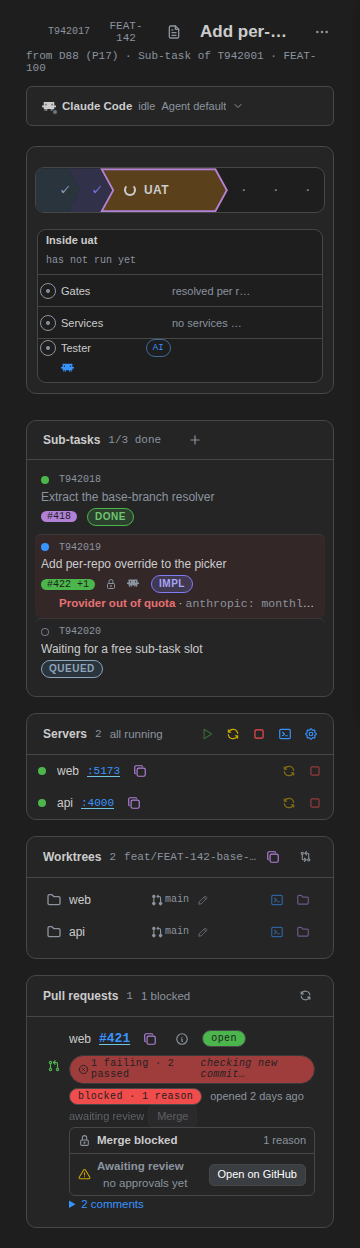 T942017 FEAT-142 Add per-…
from D88 (P17) · Sub-task of T942001 · FEAT-
100
Claude Code idle Agent default
UAT
Inside uat
has not run yet
Gates resolved per r…
Services no services …
Tester AI
Sub-tasks 1/3 done
T942018
Extract the base-branch resolver
#418 DONE
T942019
Add per-repo override to the picker
#422 +1 IMPL
Provider out of quota · anthropic: monthl…
T942020
Waiting for a free sub-task slot
QUEUED
Servers 2 all running
web :5173
api :4000
Worktrees 2 feat/FEAT-142-base-…
web main
api main
Pull requests 1 1 blocked
web #421 open
1 failing · 2 passed checking new commit…
blocked · 1 reason opened 2 days ago
awaiting review Merge
Merge blocked 1 reason
Awaiting review
no approvals yet
Open on GitHub
2 comments